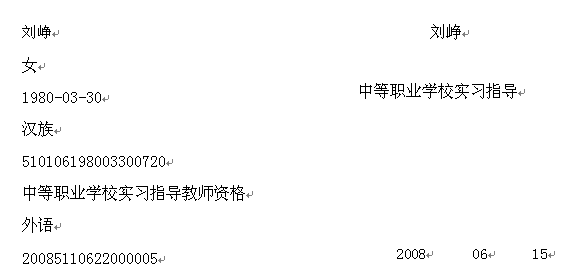 刘峥
女
1980-03-30
汉族
510106198003300720
中等职业学校实习指导教师资格
外语
20085110622000005
刘峥
中等职业学校实习指导
2008 06 15